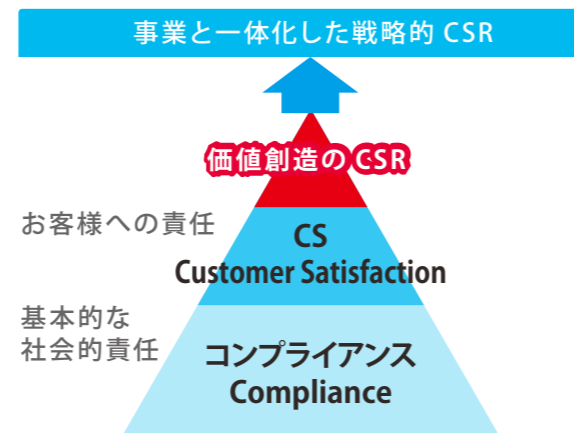 事業と一体化した戦略的 CSR
価値創造の CSR
お客様への責任
CS
Customer Satisfaction
基本的な
社会的責任
コンプライアンス
Compliance